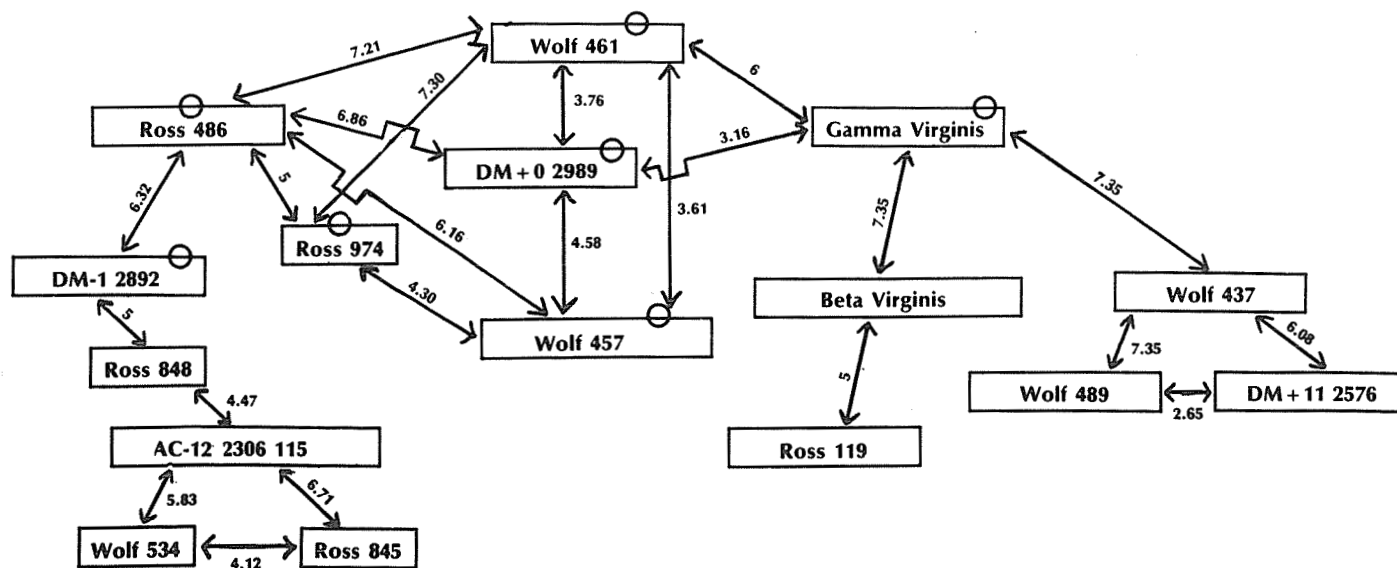 Wolf 461
7.21
7.30
6
3.76
Ross 486
6.86
Gamma Virginis
3.16
DM + 0 2989
5
6.32
7.35
7.35
3.61
6.16
4.58
Ross 974
DM-1 2892
4.30
Beta Virginis
Wolf 437
5
Wolf 457
6.08
7.35
Ross 848
5
Wolf 489
DM + 11 2576
4.47
2.65
AC-12 2306 115
Ross 119
5.83
6.71
Wolf 534
Ross 845
4.12